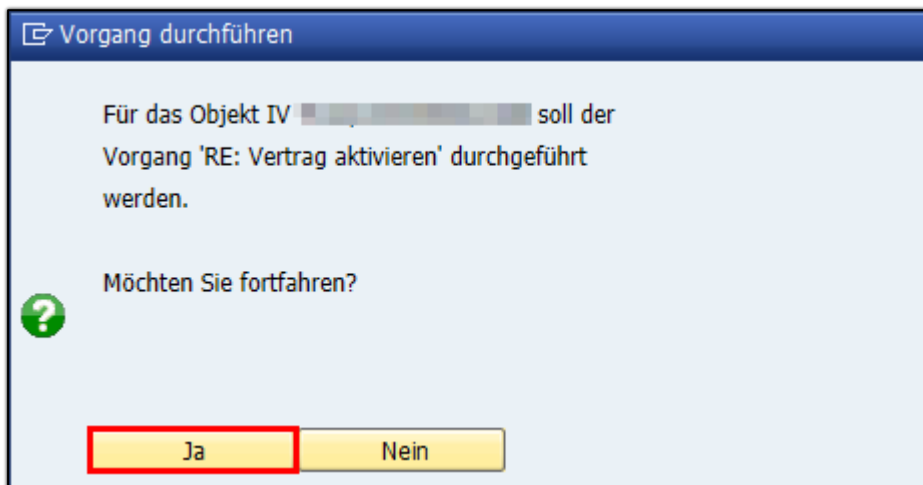 Vorgang durchführen
Für das Objekt IV soll der
Vorgang 'RE: Vertrag aktivieren' durchgeführt
werden.
Möchten Sie fortfahren?
Ja Nein